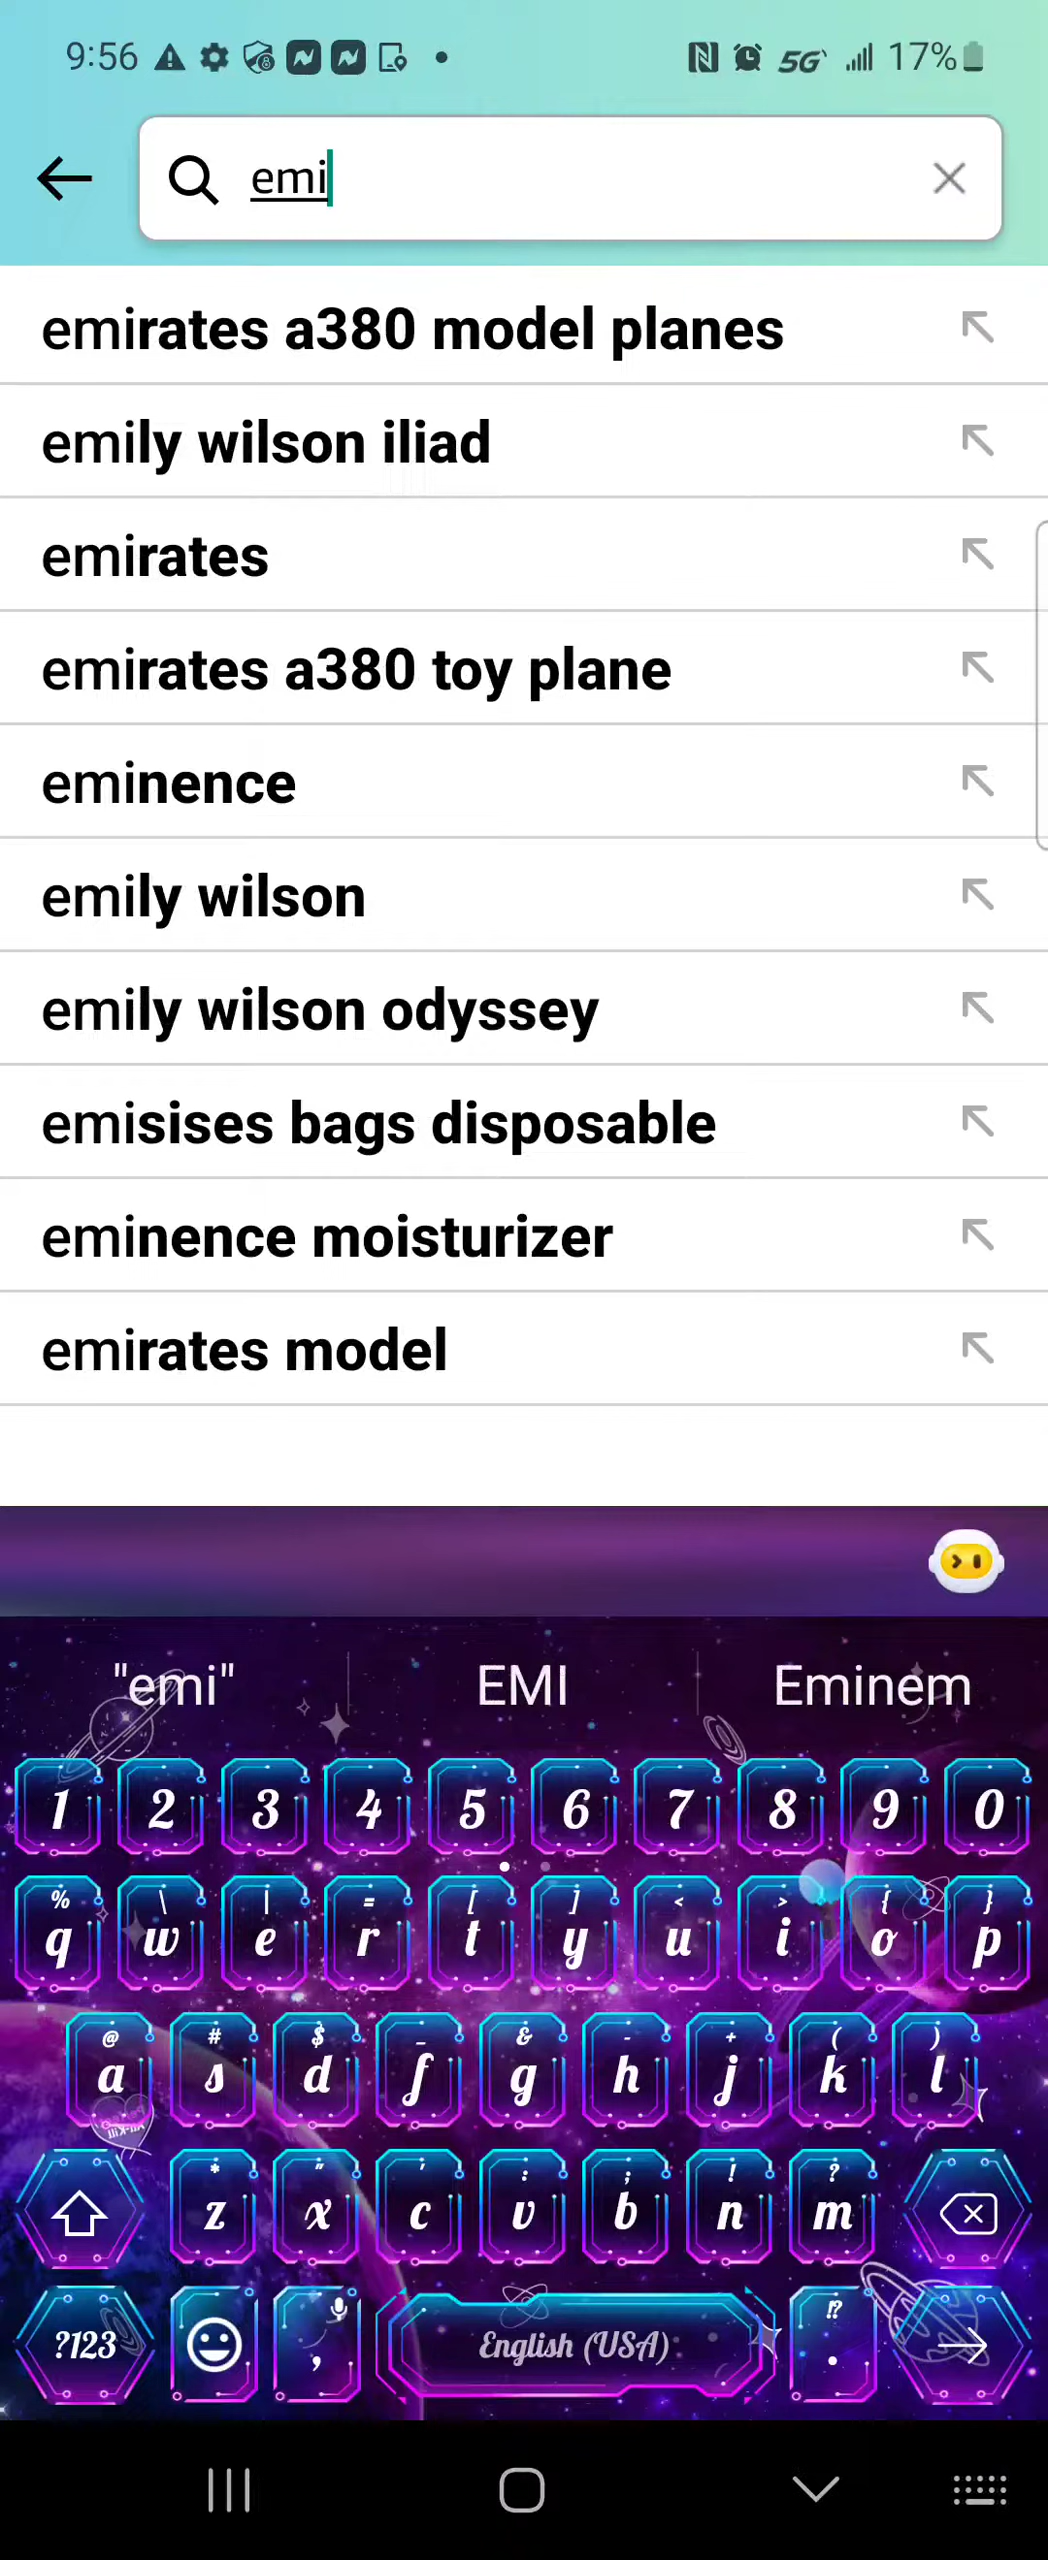 9:56
5G
17%
emi
emirates a380 model planes
emily wilson iliad
emirates
emirates a380 toy plane
eminence
emily wilson
emily wilson odyssey
emisises bags disposable
eminence moisturizer
emirates model
"emi" EMI Eminem
1 2 3 4 5 6 7 8 9 0
% \ | = [ ] < > { }
q w e r t y u i o p
@ # $ _ & - + ( )
a s d f g h j k l
* " ' : ; ! ?
z x c v b n m
!?
?123 , English (USA) .